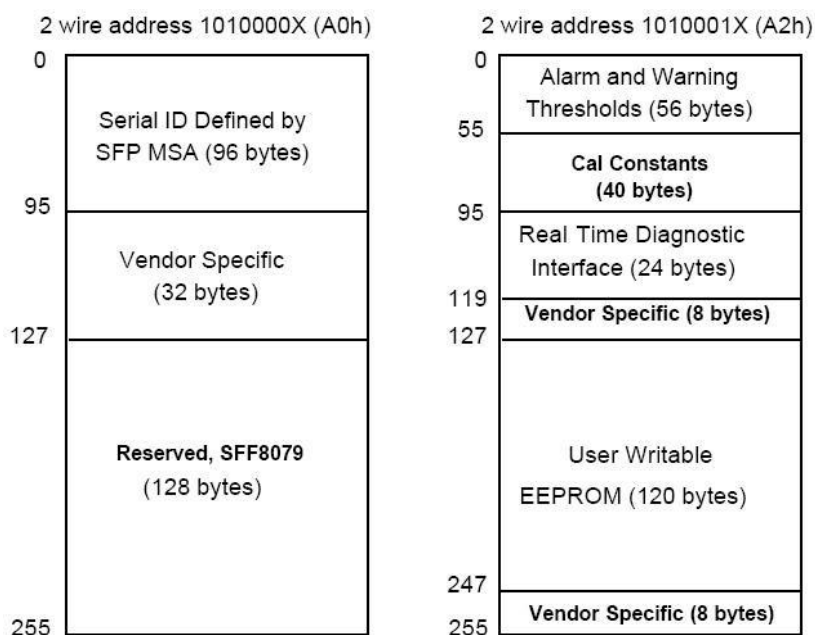 2 wire address 1010000X (A0h)
0
Serial ID Defined by
SFP MSA (96 bytes)
95
Vendor Specific
(32 bytes)
127
Reserved, SFF8079
(128 bytes)
255
2 wire address 1010001X (A2h)
0
Alarm and Warning
Thresholds (56 bytes)
55
Cal Constants
(40 bytes)
95
Real Time Diagnostic
Interface (24 bytes)
119
Vendor Specific (8 bytes)
127
User Writable
EEPROM (120 bytes)
247
Vendor Specific (8 bytes)
255